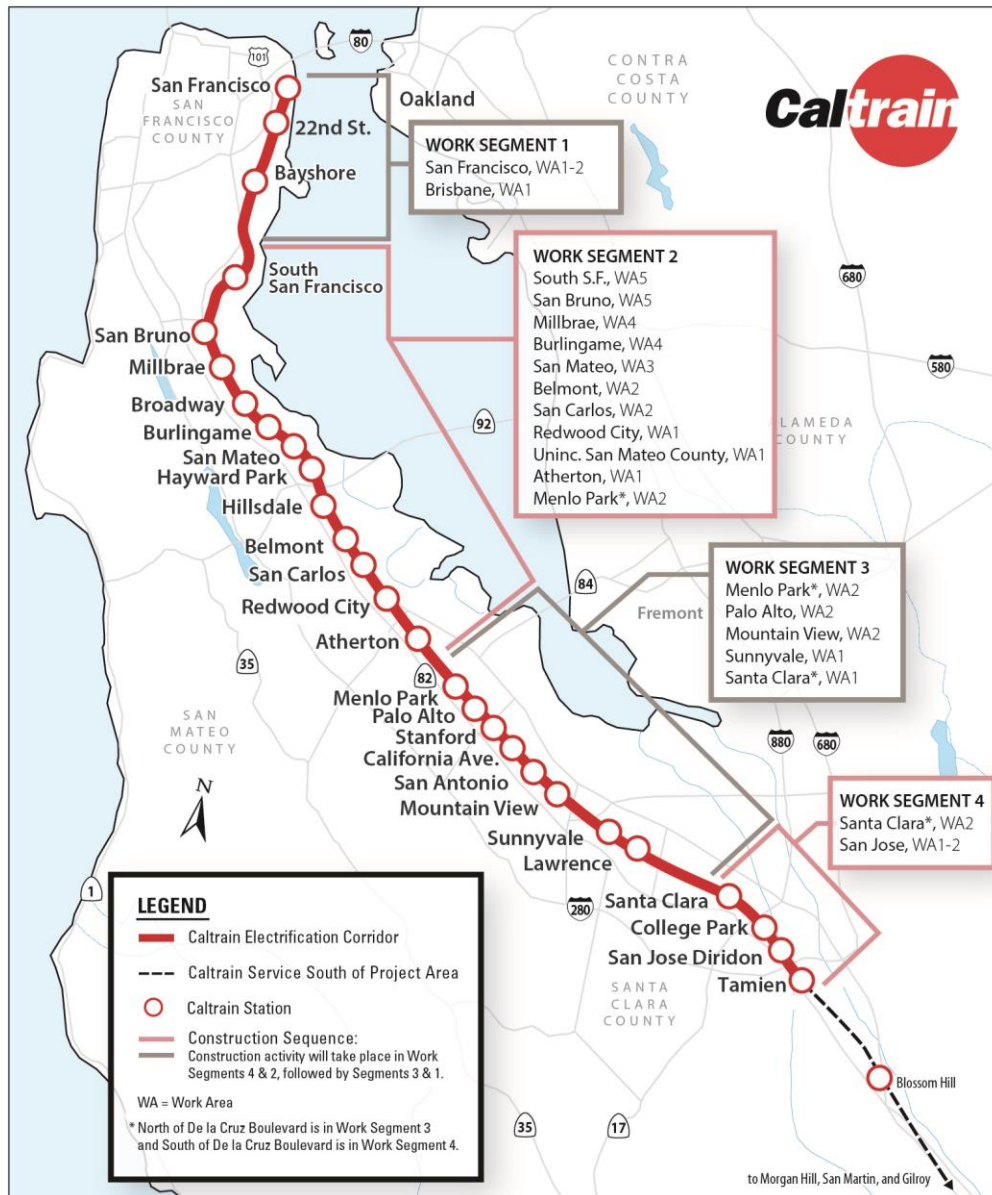 101
80
San Francisco
SAN
FRANCISCO
COUNTY
22nd St.
Bayshore
Oakland
CONTRA
COSTA
COUNTY
Caltrain
WORK SEGMENT 1
San Francisco, WA1-2
Brisbane, WA1
WORK SEGMENT 2
South S.F., WA5
San Bruno, WA5
Millbrae, WA4
Burlingame, WA4
San Mateo, WA3
Belmont, WA2
San Carlos, WA2
Redwood City, WA1
Uninc. San Mateo County, WA1
Atherton, WA1
Menlo Park*, WA2
680
580
ALAMEDA
COUNTY
South
San Francisco
San Bruno
Millbrae
Broadway
Burlingame
San Mateo
Hayward Park
Hillsdale
Belmont
San Carlos
Redwood City
Atherton
92
84
Fremont
WORK SEGMENT 3
Menlo Park*, WA2
Palo Alto, WA2
Mountain View, WA2
Sunnyvale, WA1
Santa Clara*, WA1
35
82
SAN
MATEO
COUNTY
Menlo Park
Palo Alto
Stanford
California Ave.
San Antonio
Mountain View
Sunnyvale
Lawrence
880
680
WORK SEGMENT 4
Santa Clara*, WA2
San Jose, WA1-2
N
1
280
Santa Clara
College Park
San Jose Diridon
Tamien
SANTA
CLARA
COUNTY
LEGEND
Caltrain Electrification Corridor
Caltrain Service South of Project Area
Caltrain Station
Construction Sequence:
Construction activity will take place in Work
Segments 4 & 2, followed by Segments 3 & 1.
WA = Work Area
* North of De la Cruz Boulevard is in Work Segment 3
and South of De la Cruz Boulevard is in Work Segment 4.
Blossom Hill
35
17
to Morgan Hill, San Martin, and Gilroy